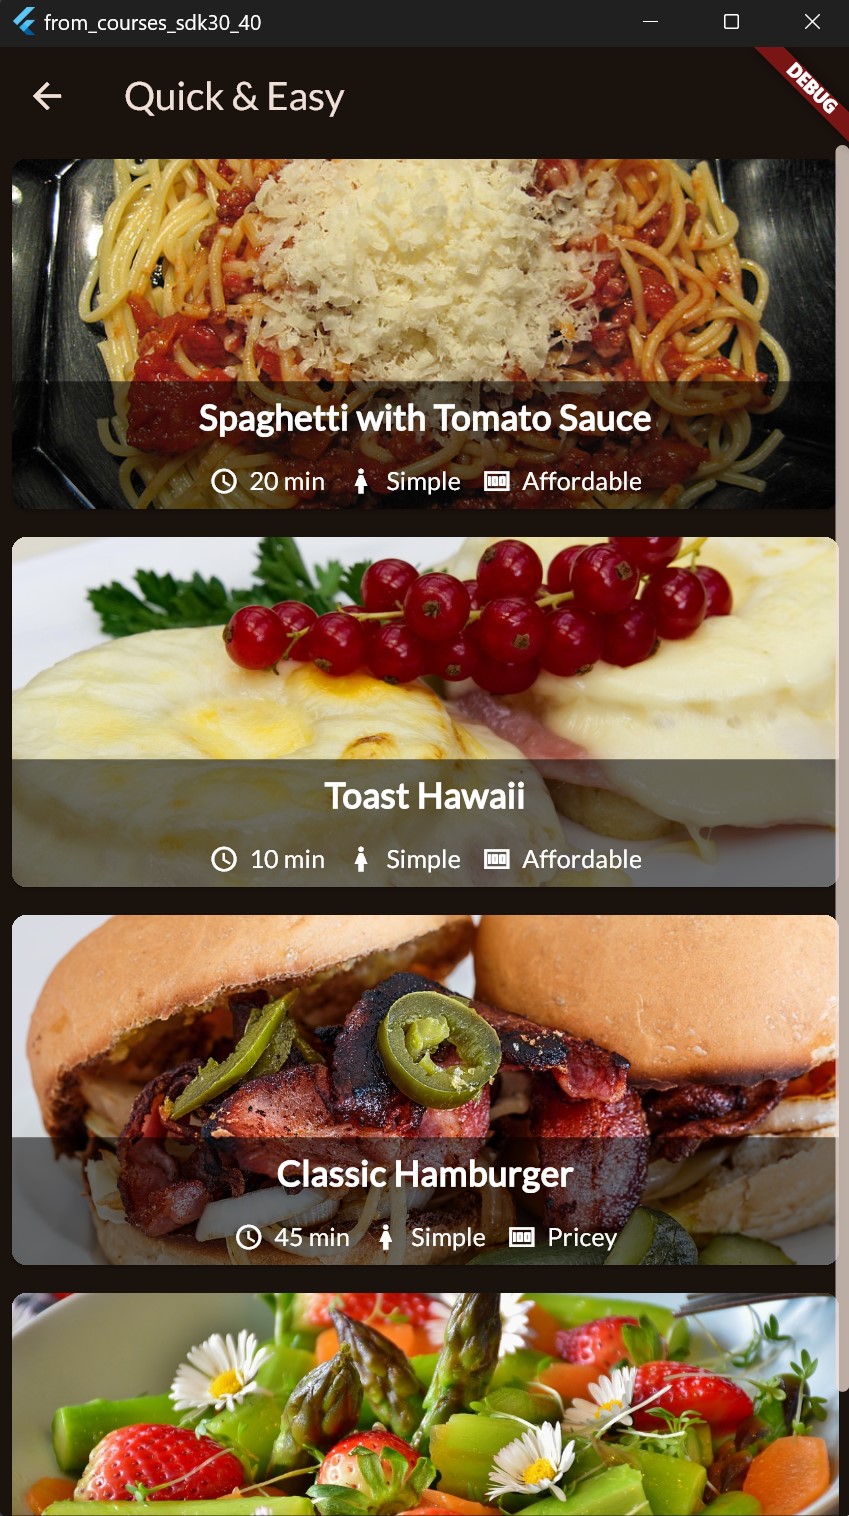 from_courses_sdk30_40
Quick & Easy
DEBUG
Spaghetti with Tomato Sauce
20 min Simple Affordable
Toast Hawaii
10 min Simple Affordable
Classic Hamburger
45 min Simple Pricey